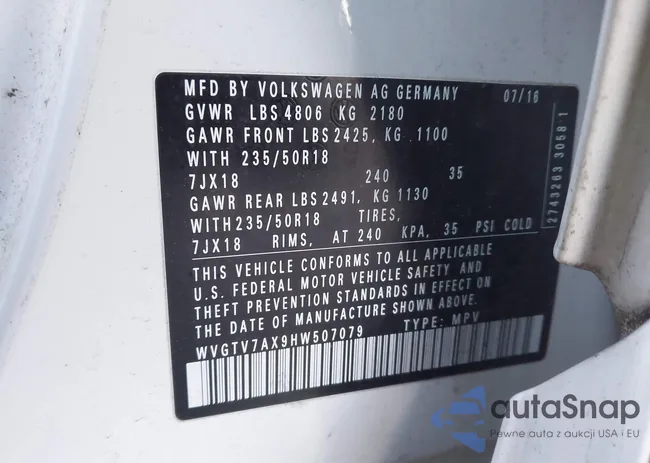 MFD BY VOLKSWAGEN AG GERMANY 07/16
GVWR LBS 4806 KG 2180
GAWR FRONT LBS 2425, KG 1100
WITH 235/50R18
7JX18 240 35
GAWR REAR LBS 2491, KG 1130
WITH 235/50R18 TIRES,
7JX18 RIMS, AT 240 KPA, 35 PSI COLD
THIS VEHICLE CONFORMS TO ALL APPLICABLE
U.S. FEDERAL MOTOR VEHICLE SAFETY AND
THEFT PREVENTION STANDARDS IN EFFECT ON
THE DATE OF MANUFACTURE SHOWN ABOVE.
WVGTV7AX9HW507079 TYPE: MPV
2743263 3058 1
autaSnap
Pewne auta z aukcji USA i EU